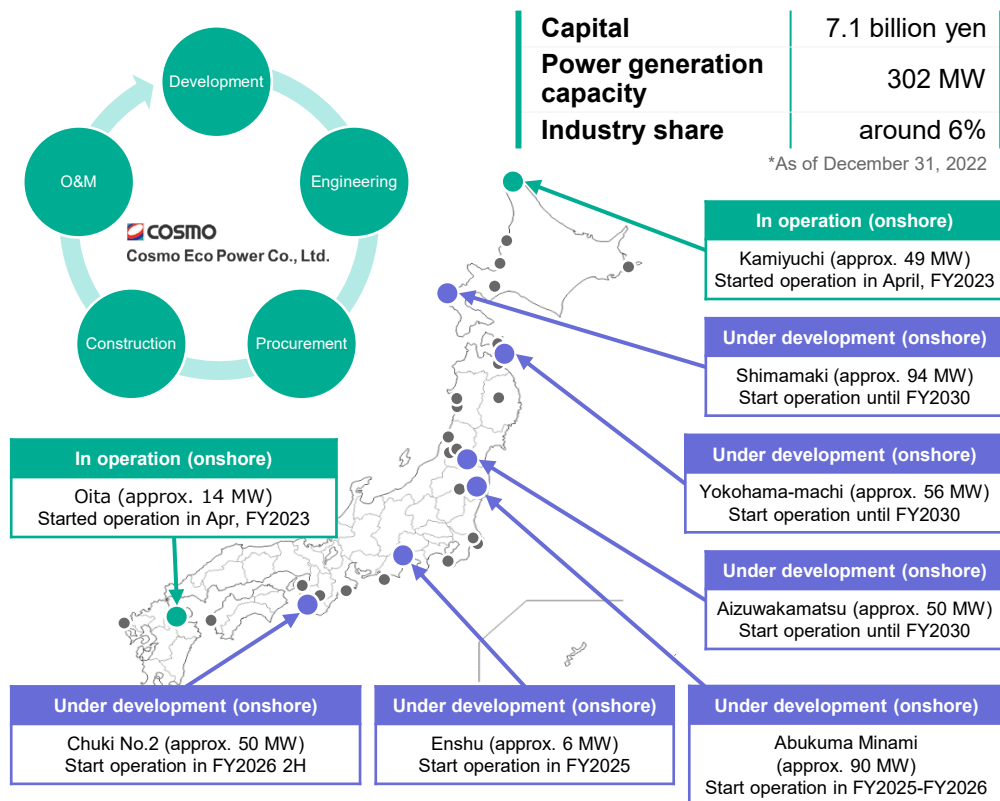 Development
Engineering
Procurement
Construction
O&M
COSMO
Cosmo Eco Power Co., Ltd.
Capital 7.1 billion yen
Power generation
capacity 302 MW
Industry share around 6%
*As of December 31, 2022
In operation (onshore)
Kamiyuchi (approx. 49 MW)
Started operation in April, FY2023
Under development (onshore)
Shimamaki (approx. 94 MW)
Start operation until FY2030
Under development (onshore)
Yokohama-machi (approx. 56 MW)
Start operation until FY2030
Under development (onshore)
Aizuwakamatsu (approx. 50 MW)
Start operation until FY2030
In operation (onshore)
Oita (approx. 14 MW)
Started operation in Apr, FY2023
Under development (onshore)
Chuki No.2 (approx. 50 MW)
Start operation in FY2026 2H
Under development (onshore)
Enshu (approx. 6 MW)
Start operation in FY2025
Under development (onshore)
Abukuma Minami
(approx. 90 MW)
Start operation in FY2025-FY2026